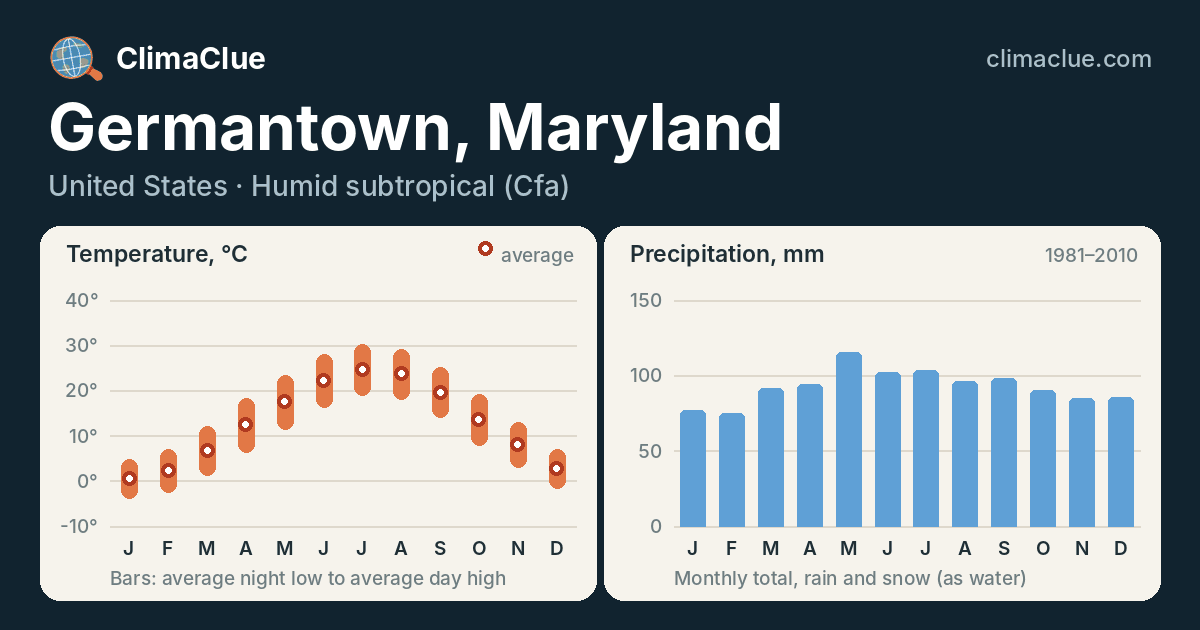 ClimaClue
climaclue.com
Germantown, Maryland
United States · Humid subtropical (Cfa)
Temperature, °C
average
40°
30°
20°
10°
0°
-10°
J F M A M J J A S O N D
Bars: average night low to average day high
Precipitation, mm
1981–2010
150
100
50
0
J F M A M J J A S O N D
Monthly total, rain and snow (as water)